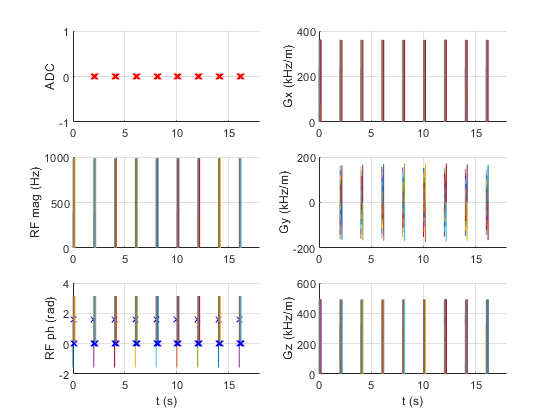 1
0
-1
ADC
0 5 10 15
400
200
0
Gx (kHz/m)
0 5 10 15
1000
500
0
RF mag (Hz)
0 5 10 15
200
0
-200
Gy (kHz/m)
0 5 10 15
4
2
0
-2
RF ph (rad)
0 5 10 15
t (s)
600
400
200
0
Gz (kHz/m)
0 5 10 15
t (s)